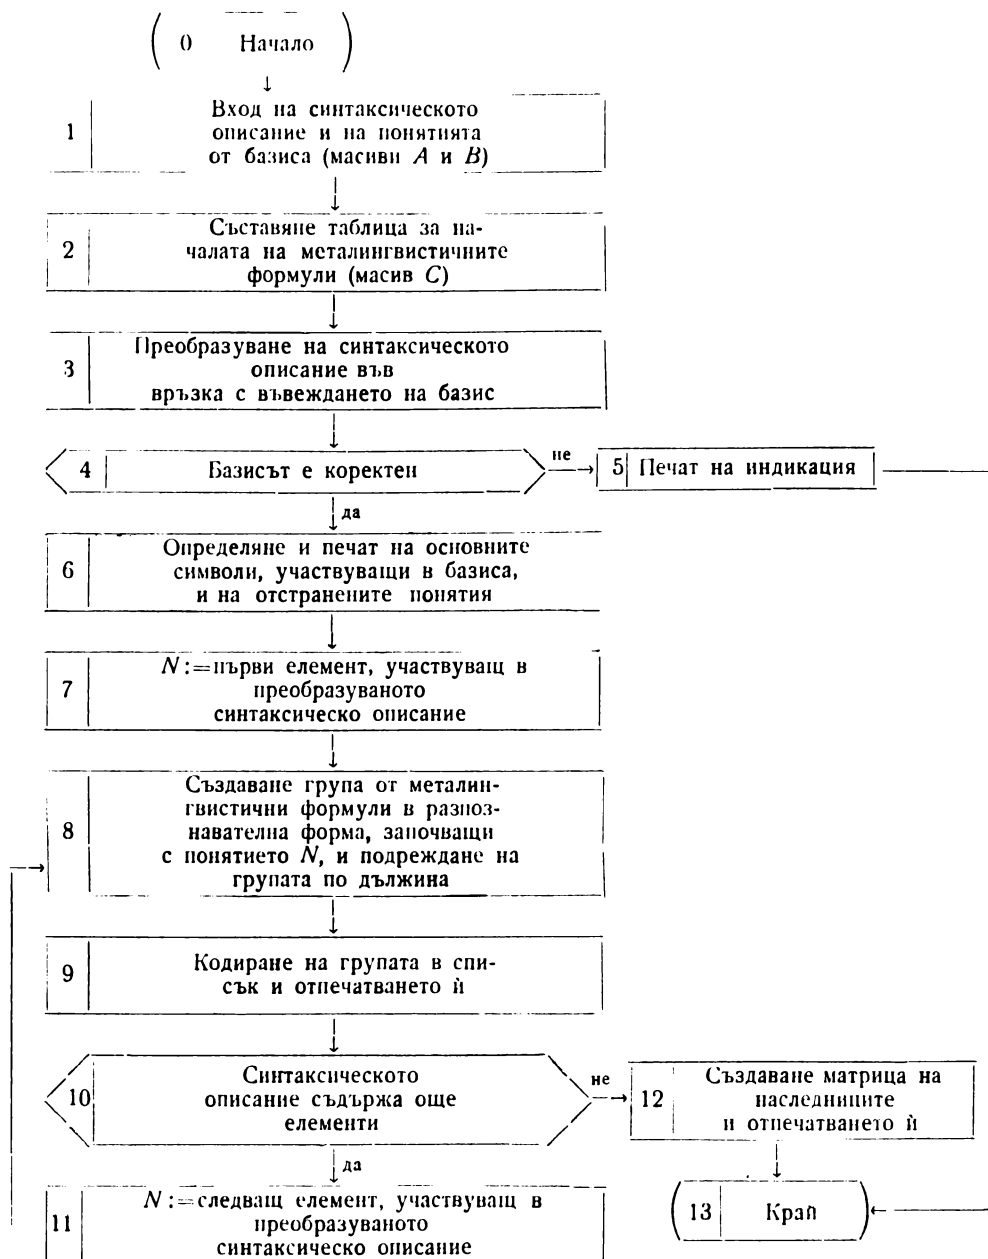 0 Начало
1
Вход на синтаксическото
описание и на понятията
от базиса (масиви A и B)
2
Съставяне таблица за на-
чалата на металингвистичните
формули (масив C)
3
Преобразуване на синтаксическото
описание във
връзка с въвеждането на базис
4 Базисът е коректен
не
5 Печат на индикация
да
6
Определяне и печат на основните
символи, участвуващи в базиса,
и на отстранените понятия
7
N:=първи елемент, участвуващ в
преобразуваното
синтаксическо описание
8
Създаване група от металин-
гвистични формули в разпоз-
навателна форма, започващи
с понятието N, и подреждане на
групата по дължина
9
Кодиране на групата в спи-
сък и отпечатването ѝ
10
Синтаксическото
описание съдържа още
елементи
не
12
Създаване матрица на
наследниците
и отпечатването ѝ
да
11
N:=следващ елемент, участвуващ в
преобразуваното
синтаксическо описание
13 Край